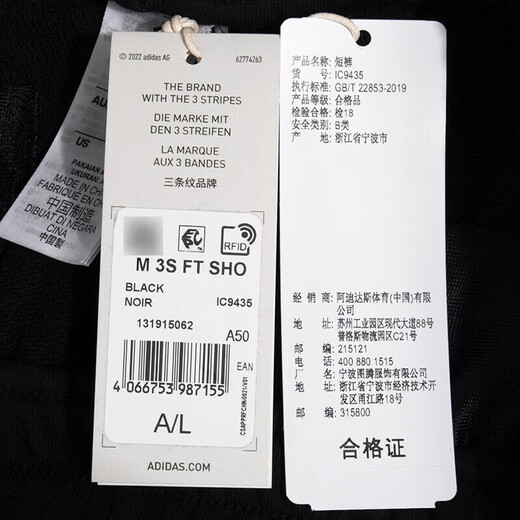 © 2022 adidas AG
62774263
THE BRAND
WITH THE 3 STRIPES
DIE MARKE MIT
DEN 3 STREIFEN
LA MARQUE
AUX 3 BANDES
三条纹品牌
RFID
M 3S FT SHO
BLACK
NOIR
IC9435
131915062
A50
EAN
4 066753 987155
A/L
ADIDAS.COM
产品名称: 短裤
货 号: IC9435
执行标准: GB/T 22853-2019
产品等级: 合格品
检验合格: 检18
安全类别: B类
产 地: 浙江省宁波市
经 销 商: 阿迪达斯体育(中国)有限
公司
地 址: 苏州工业园区现代大道88号
普洛斯物流园区C21号
邮 编: 215121
电 话: 400 880 1515
厂 名: 宁波图腾服饰有限公司
地 址: 浙江省宁波市经济技术开
发区甬江路18号
邮 编: 315800
合格证
US
MADE IN CHINA
中国制造
DIBUAT DI NEGARA
CINA
中国製